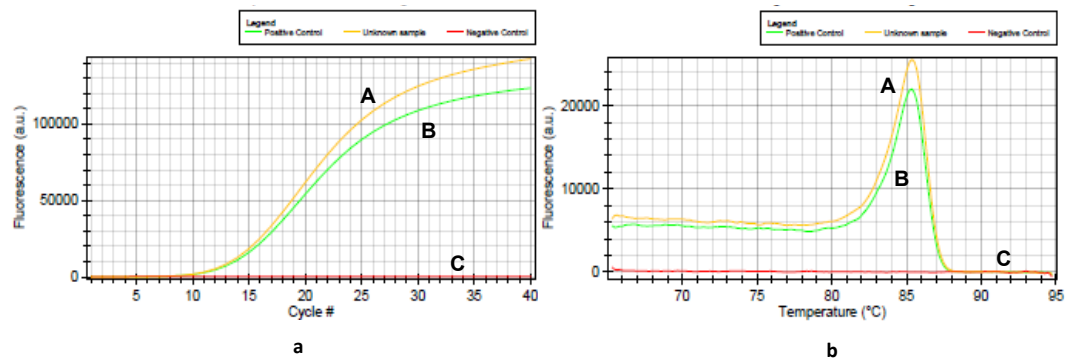 Legend
Positive Control Unknown sample Negative Control
Fluorescence (a.u.)
100000
50000
0
A
B
C
5 10 15 20 25 30 35 40
Cycle #
a
Legend
Positive Control Unknown sample Negative Control
Fluorescence (a.u.)
20000
10000
0
A
B
C
70 75 80 85 90 95
Temperature (ºC)
b